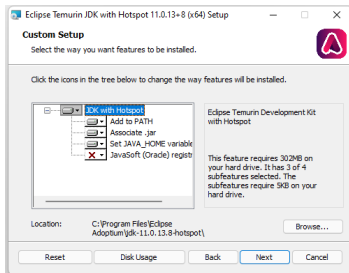 Eclipse Temurin JDK with Hotspot 11.0.13+8 (x64) Setup
Custom Setup
Select the way you want features to be installed.
Click the icons in the tree below to change the way features will be installed.
JDK with Hotspot
Add to PATH
Associate .jar
Set JAVA_HOME variable
JavaSoft (Oracle) registr
Eclipse Temurin Development Kit
with Hotspot
This feature requires 302MB on
your hard drive. It has 3 of 4
subfeatures selected. The
subfeatures require 5KB on your
hard drive.
Location:
C:\Program Files\Eclipse
Adoptium\jdk-11.0.13.8-hotspot\
Browse...
Reset
Disk Usage
Back
Next
Cancel